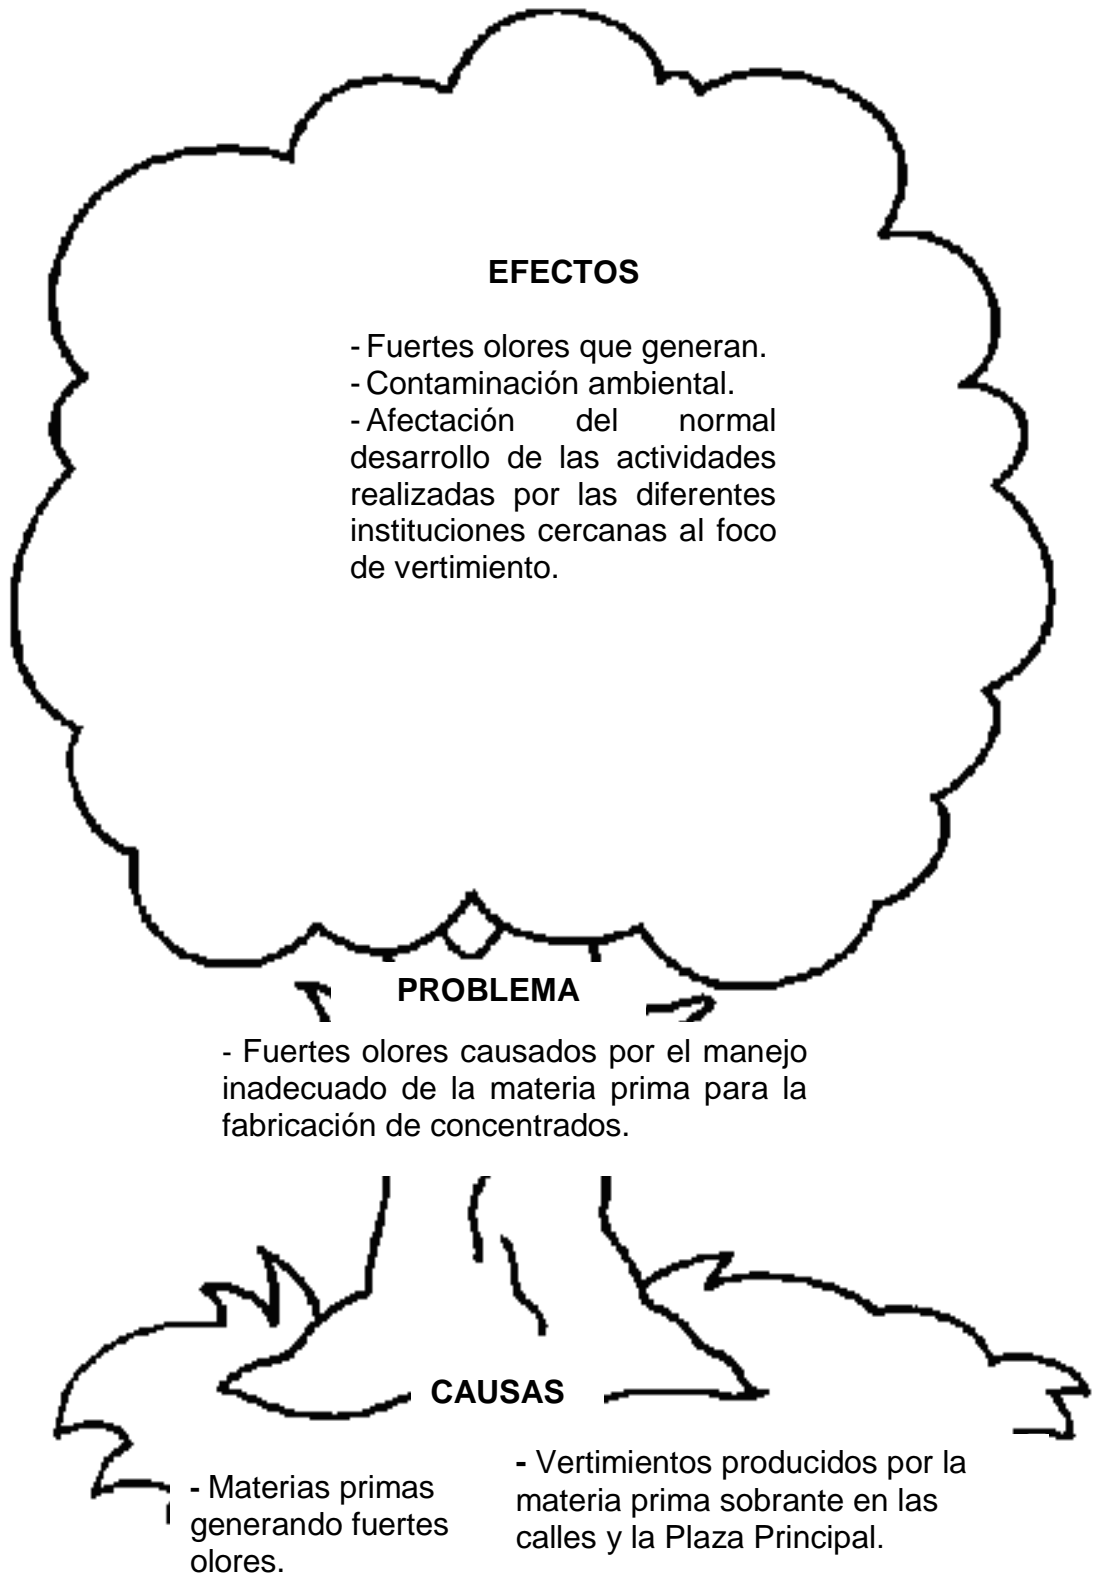 EFECTOS
- Fuertes olores que generan.
- Contaminación ambiental.
- Afectación del normal
desarrollo de las actividades
realizadas por las diferentes
instituciones cercanas al foco
de vertimiento.
PROBLEMA
- Fuertes olores causados por el manejo
inadecuado de la materia prima para la
fabricación de concentrados.
CAUSAS
- Materias primas
generando fuertes
olores.
- Vertimientos producidos por la
materia prima sobrante en las
calles y la Plaza Principal.